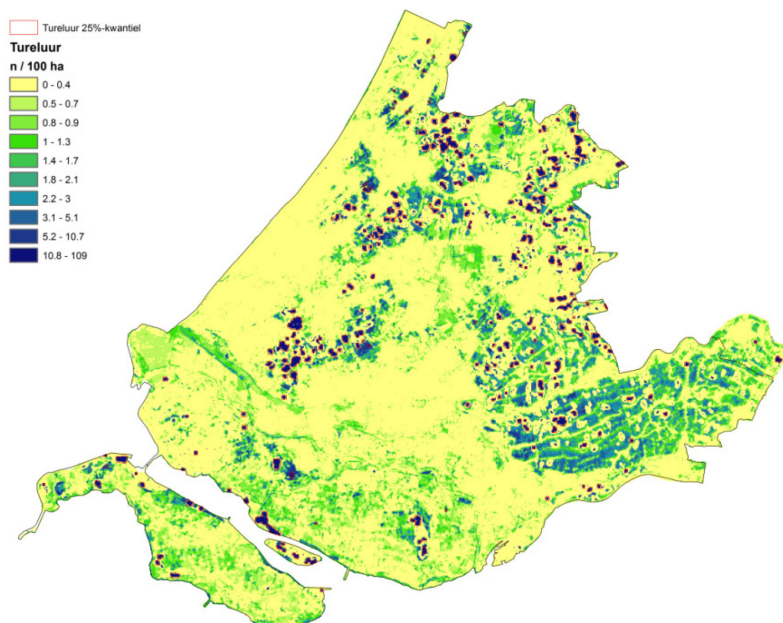 Tureluur 25%-kwantiel
Tureluur
n / 100 ha
0 - 0.4
0.5 - 0.7
0.8 - 0.9
1 - 1.3
1.4 - 1.7
1.8 - 2.1
2.2 - 3
3.1 - 5.1
5.2 - 10.7
10.8 - 109